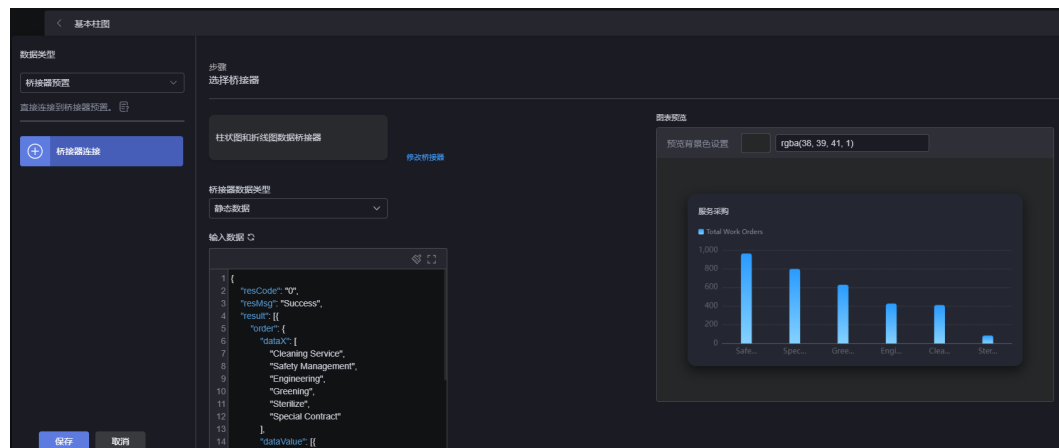 基本柱图
数据类型
桥接器预置
直接连接到桥接器预置。
桥接器连接
保存
取消
步骤
选择桥接器
柱状图和折线图数据桥接器
修改桥接器
桥接器数据类型
静态数据
输入数据
1 {
2 "resCode": "0",
3 "resMsg": "Success",
4 "result": [{
5 "order": {
6 "dataX": [
7 "Cleaning Service",
8 "Safety Management",
9 "Engineering",
10 "Greening",
11 "Sterilize",
12 "Special Contract"
13 ],
14 "dataValue": [{
图表预览
预览背景色设置
rgba(38, 39, 41, 1)
服务采购
Total Work Orders
1,000
800
600
400
200
0
Safe... Spec... Gree... Engi... Clea... Ster...